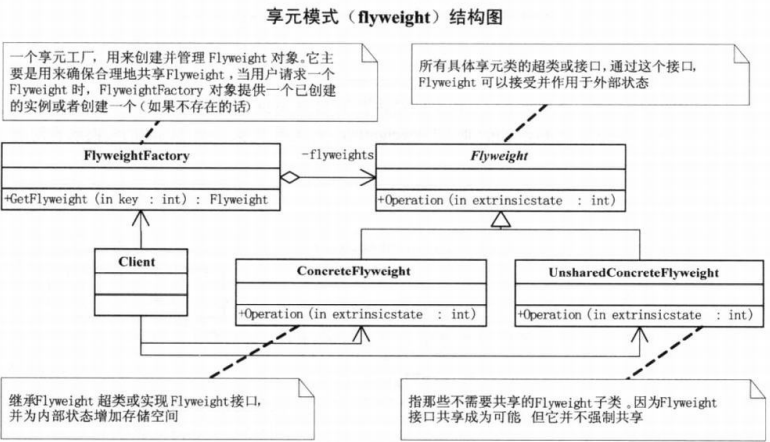 享元模式（flyweight）结构图
一个享元工厂，用来创建并管理Flyweight 对象。它主
要是用来确保合理地共享Flyweight，当用户请求一个
Flyweight时，FlyweightFactory 对象提供一个已创建
的实例或者创建一个（如果不存在的话）
所有具体享元类的超类或接口，通过这个接口，
Flyweight 可以接受并作用于外部状态
FlyweightFactory
+GetFlyweight (in key : int) : Flyweight
-flyweights
Flyweight
+Operation (in extrinsicstate : int)
Client
ConcreteFlyweight
+Operation (in extrinsicstate : int)
UnsharedConcreteFlyweight
+Operation (in extrinsicstate : int)
继承Flyweight 超类或实现 Flyweight接口，
并为内部状态增加存储空间
指那些不需要共享的Flyweight子类。因为Flyweight
接口共享成为可能 但它并不强制共享